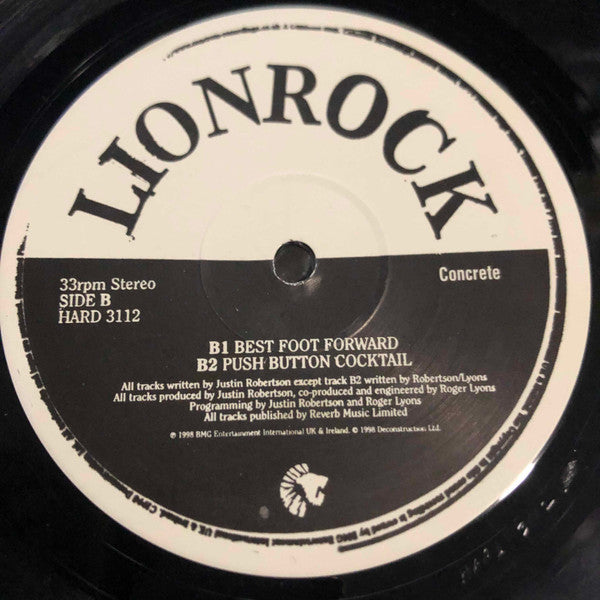 LIONROCK
33rpm Stereo
SIDE B
HARD 3112
Concrete
B1 BEST FOOT FORWARD
B2 PUSH BUTTON COCKTAIL
All tracks written by Justin Robertson except track B2 written by Robertson/Lyons
All tracks produced by Justin Robertson, co-produced and engineered by Roger Lyons
Programming by Justin Robertson and Roger Lyons
All tracks published by Reverb Music Limited
℗ 1998 BMG Entertainment International UK & Ireland. © 1998 Deconstruction Ltd.